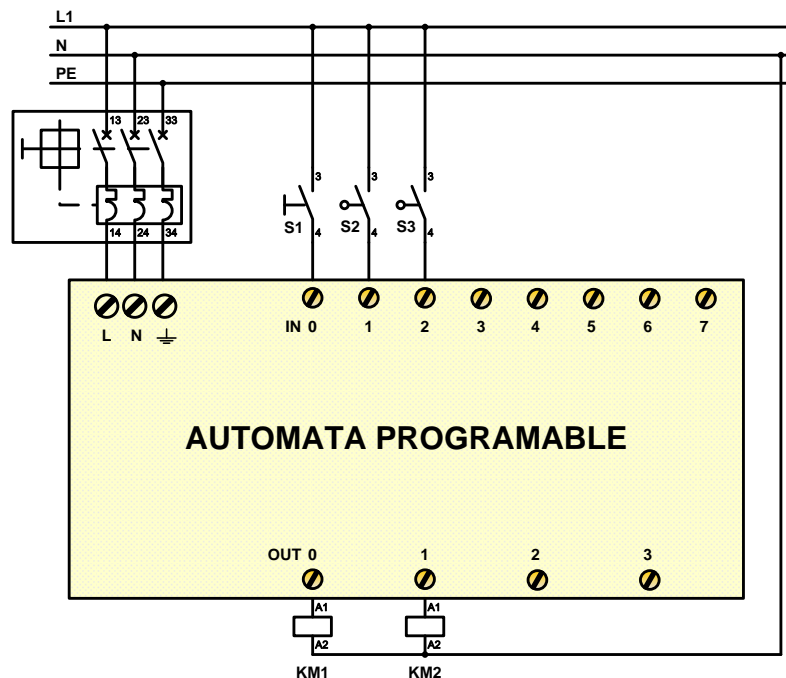 L1
N
PE
13 23 33
3 3 3
S1 S2 S3
14 24 34 4 4 4
L N IN 0 1 2 3 4 5 6 7
AUTOMATA PROGRAMABLE
OUT 0 1 2 3
A1 A1
A2 A2
KM1 KM2